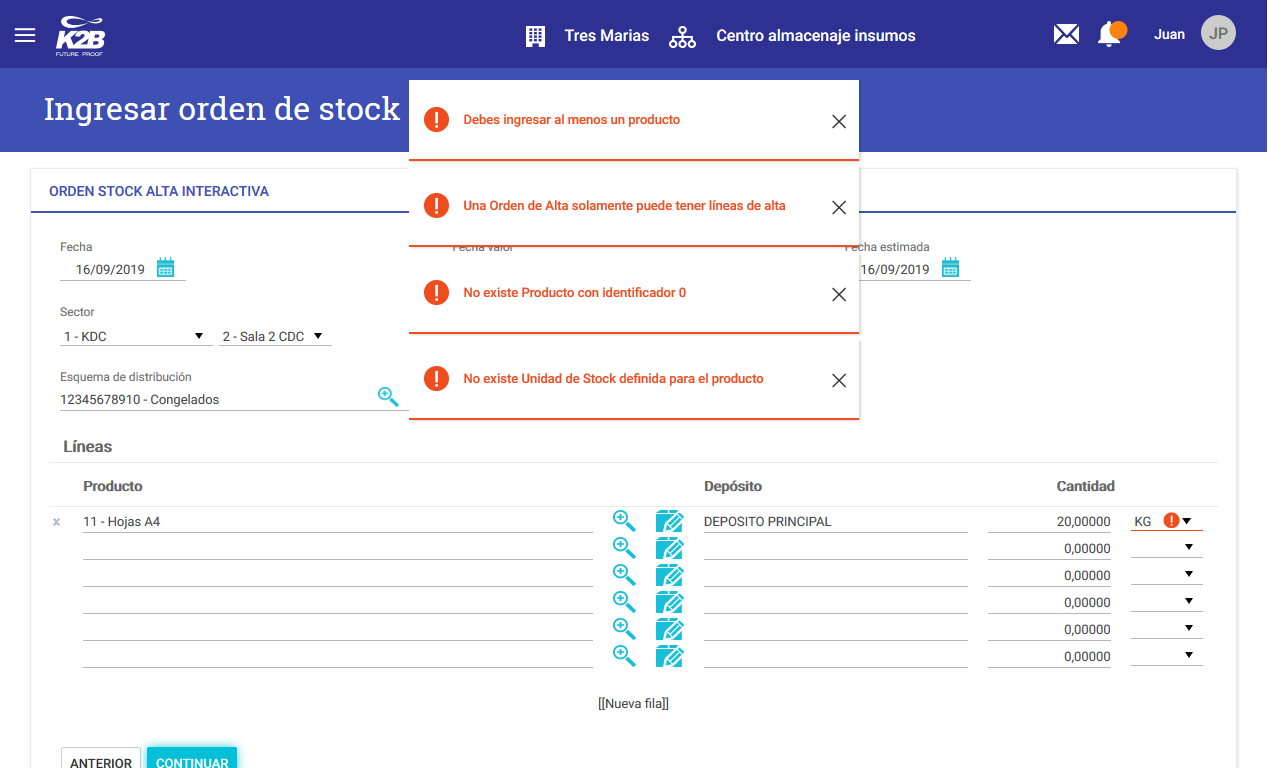 K2B
FUTURE PROOF
Tres Marias
Centro almacenaje insumos
Juan
JP
Ingresar orden de stock
Debes ingresar al menos un producto
Una Orden de Alta solamente puede tener líneas de alta
No existe Producto con identificador 0
No existe Unidad de Stock definida para el producto
ORDEN STOCK ALTA INTERACTIVA
Fecha
Fecha valor
Fecha estimada
16/09/2019
16/09/2019
Sector
1 - KDC
2 - Sala 2 CDC
Esquema de distribución
12345678910 - Congelados
Líneas
Producto
Depósito
Cantidad
x
11 - Hojas A4
DEPOSITO PRINCIPAL
20,00000
KG
0,00000
0,00000
0,00000
0,00000
0,00000
[[Nueva fila]]
ANTERIOR
CONTINUAR